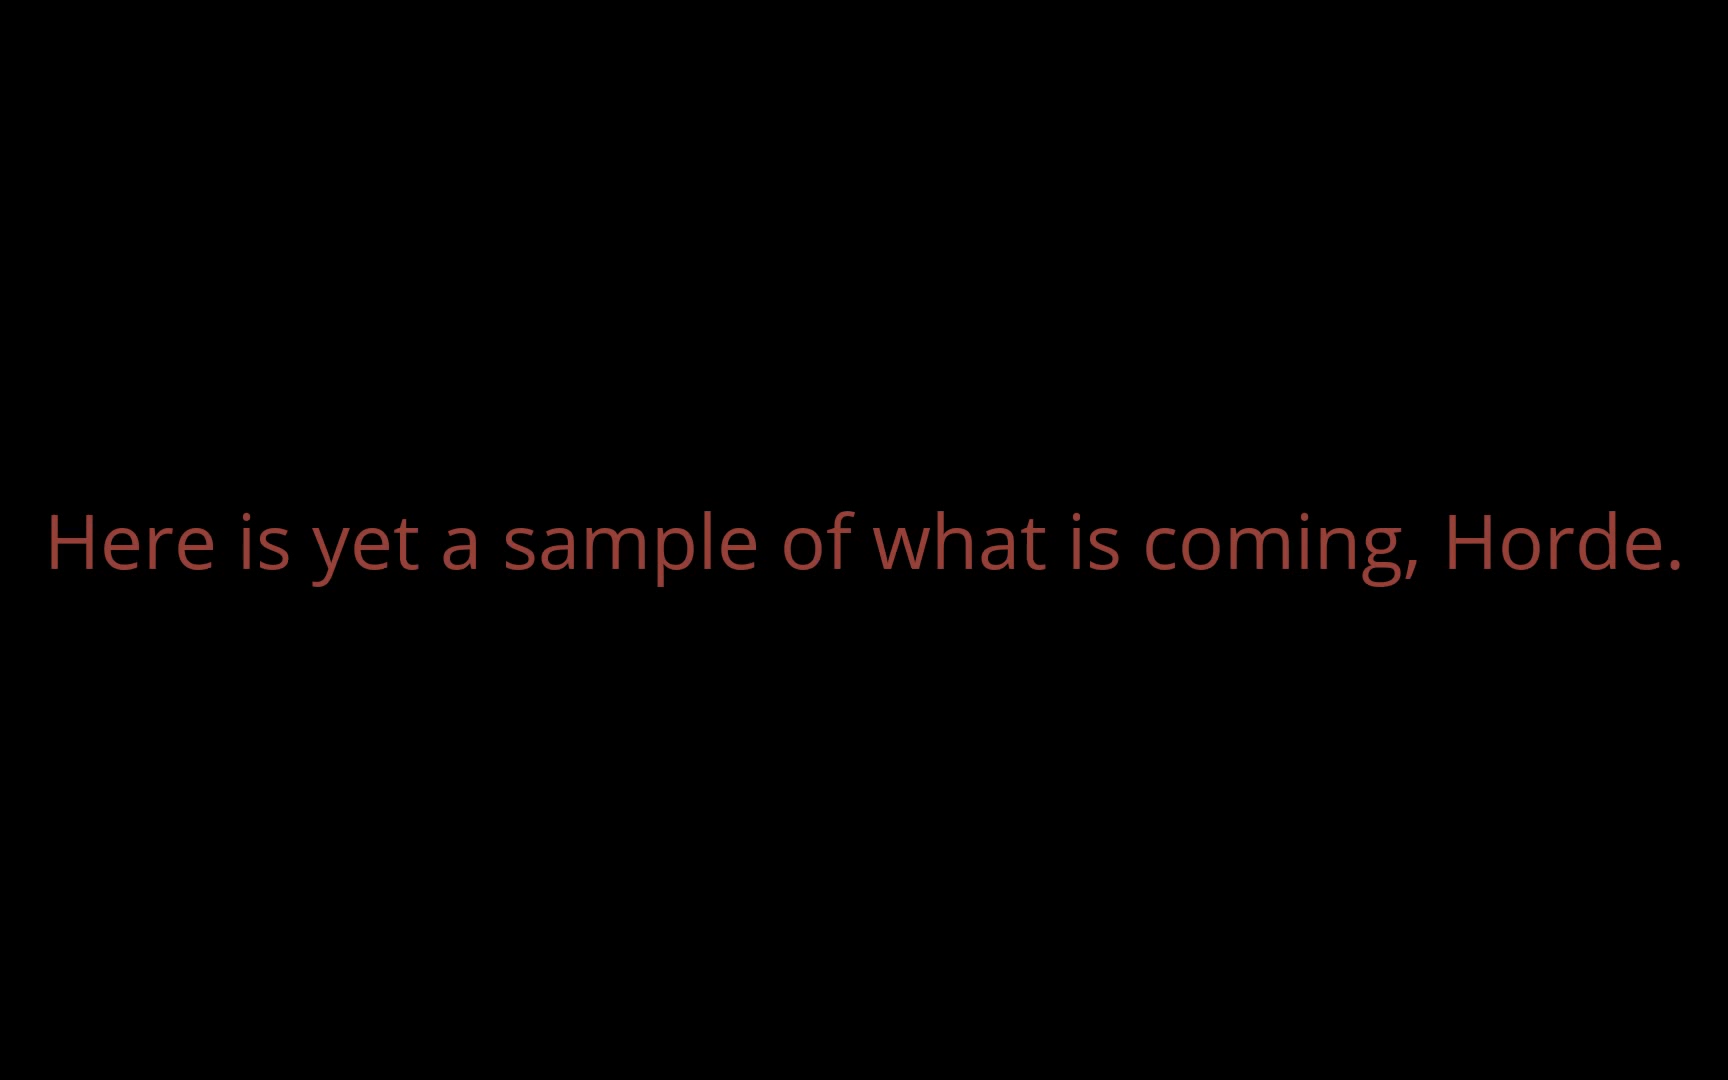 Here is yet a sample of what is coming, Horde.